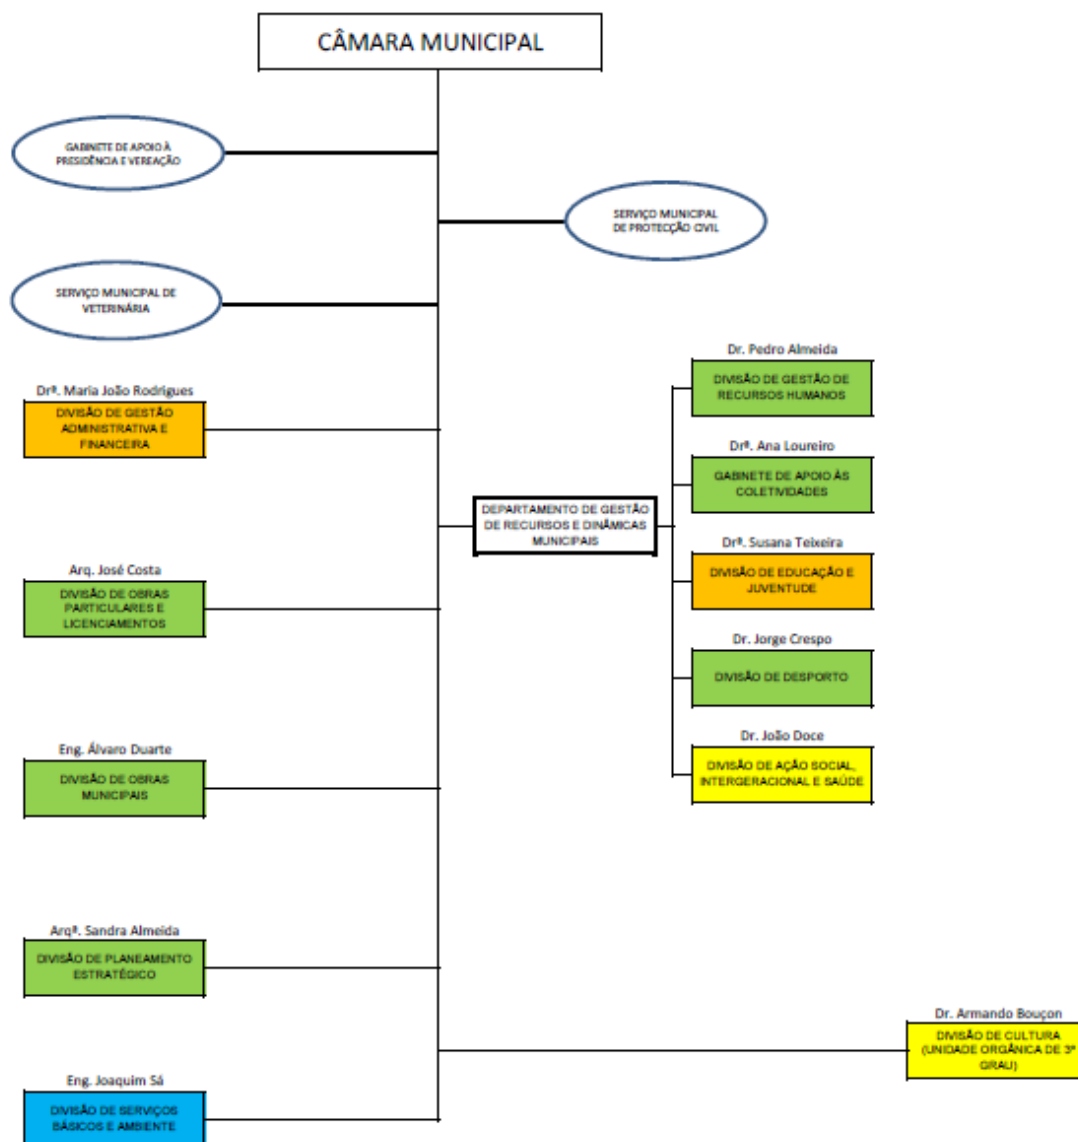 CÂMARA MUNICIPAL
GABINETE DE APOIO À
PRESIDÊNCIA E VEREAÇÃO
SERVIÇO MUNICIPAL
DE PROTECÇÃO CIVIL
SERVIÇO MUNICIPAL DE
VETERINÁRIA
Drª. Maria João Rodrigues
DIVISÃO DE GESTÃO
ADMINISTRATIVA E
FINANCEIRA
Arq. José Costa
DIVISÃO DE OBRAS
PARTICULARES E
LICENCIAMENTOS
Eng. Álvaro Duarte
DIVISÃO DE OBRAS
MUNICIPAIS
Arqª. Sandra Almeida
DIVISÃO DE PLANEAMENTO
ESTRATÉGICO
Eng. Joaquim Sá
DIVISÃO DE SERVIÇOS
BÁSICOS E AMBIENTE
DEPARTAMENTO DE GESTÃO
DE RECURSOS E DINÂMICAS
MUNICIPAIS
Dr. Pedro Almeida
DIVISÃO DE GESTÃO DE
RECURSOS HUMANOS
Drª. Ana Loureiro
GABINETE DE APOIO ÀS
COLETIVIDADES
Drª. Susana Teixeira
DIVISÃO DE EDUCAÇÃO E
JUVENTUDE
Dr. Jorge Crespo
DIVISÃO DE DESPORTO
Dr. João Doce
DIVISÃO DE AÇÃO SOCIAL,
INTERGERACIONAL E SAÚDE
Dr. Armando Bouçon
DIVISÃO DE CULTURA
(UNIDADE ORGÂNICA DE 3º
GRAU)